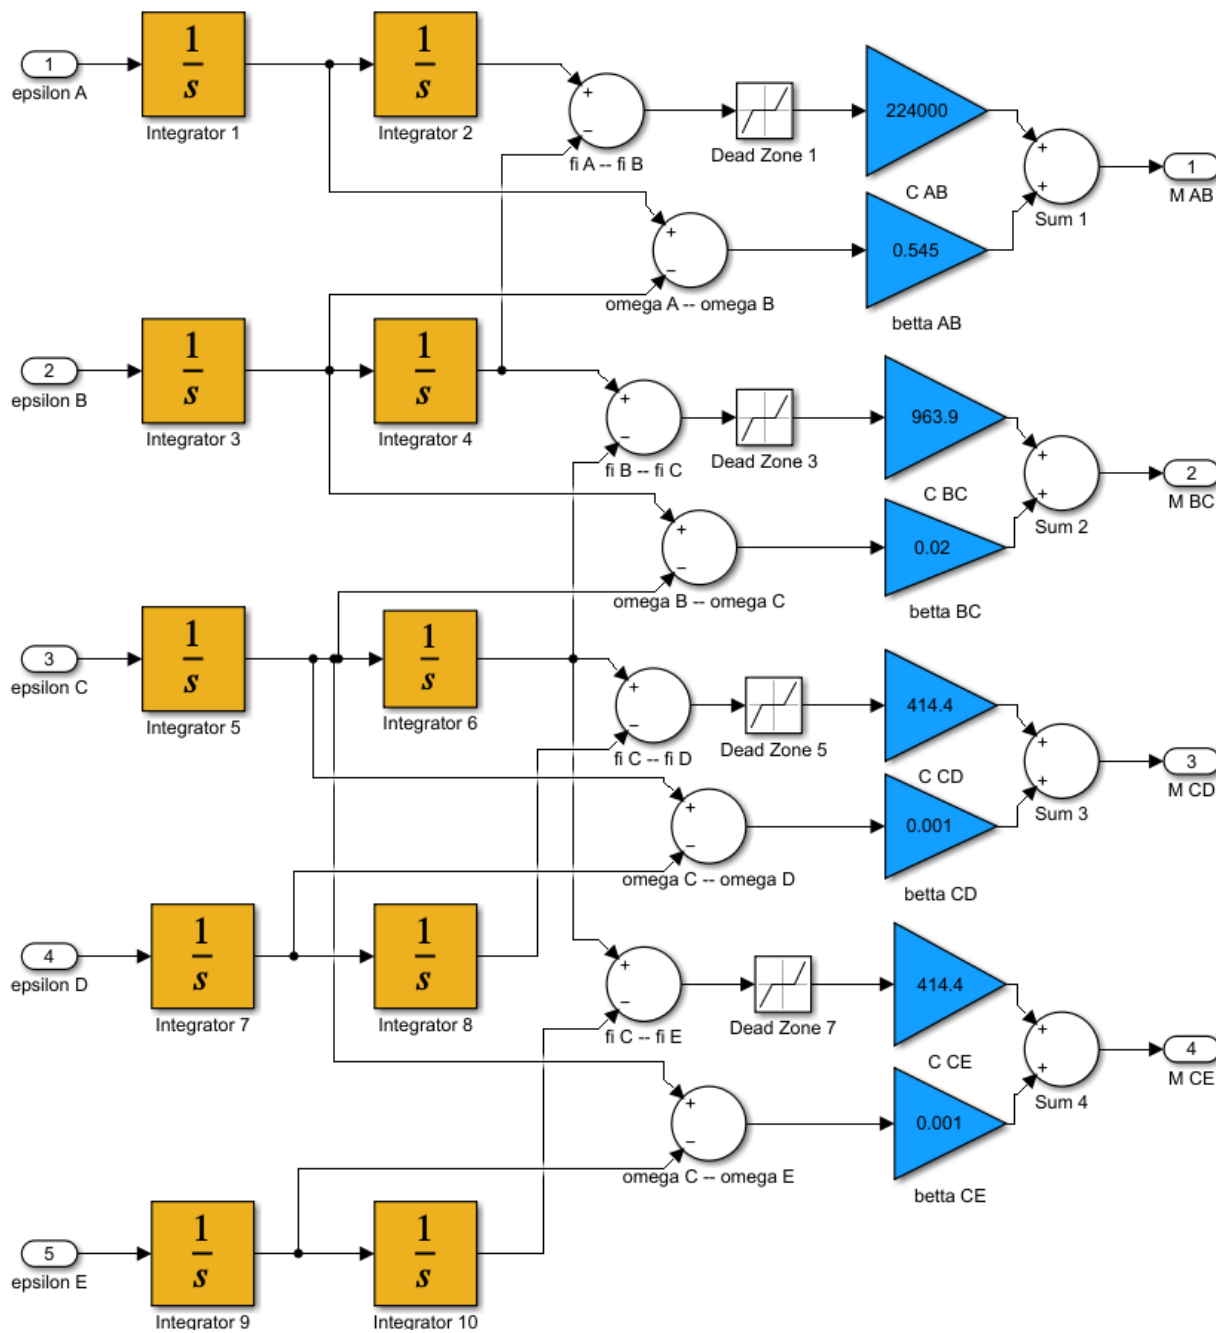 1
s
1
s
1
epsilon A
Integrator 1
Integrator 2
+
−
fi A -- fi B
Dead Zone 1
224000
C AB
+
+
Sum 1
1
M AB
+
−
omega A -- omega B
0.545
betta AB
2
epsilon B
1
s
Integrator 3
1
s
Integrator 4
+
−
fi B -- fi C
Dead Zone 3
963.9
C BC
+
+
Sum 2
2
M BC
+
−
omega B -- omega C
0.02
betta BC
3
epsilon C
1
s
Integrator 5
1
s
Integrator 6
+
−
fi C -- fi D
Dead Zone 5
414.4
C CD
+
+
Sum 3
3
M CD
+
−
omega C -- omega D
0.001
betta CD
4
epsilon D
1
s
Integrator 7
1
s
Integrator 8
+
−
fi C -- fi E
Dead Zone 7
414.4
C CE
+
+
Sum 4
4
M CE
+
−
omega C -- omega E
0.001
betta CE
5
epsilon E
1
s
Integrator 9
1
s
Integrator 10